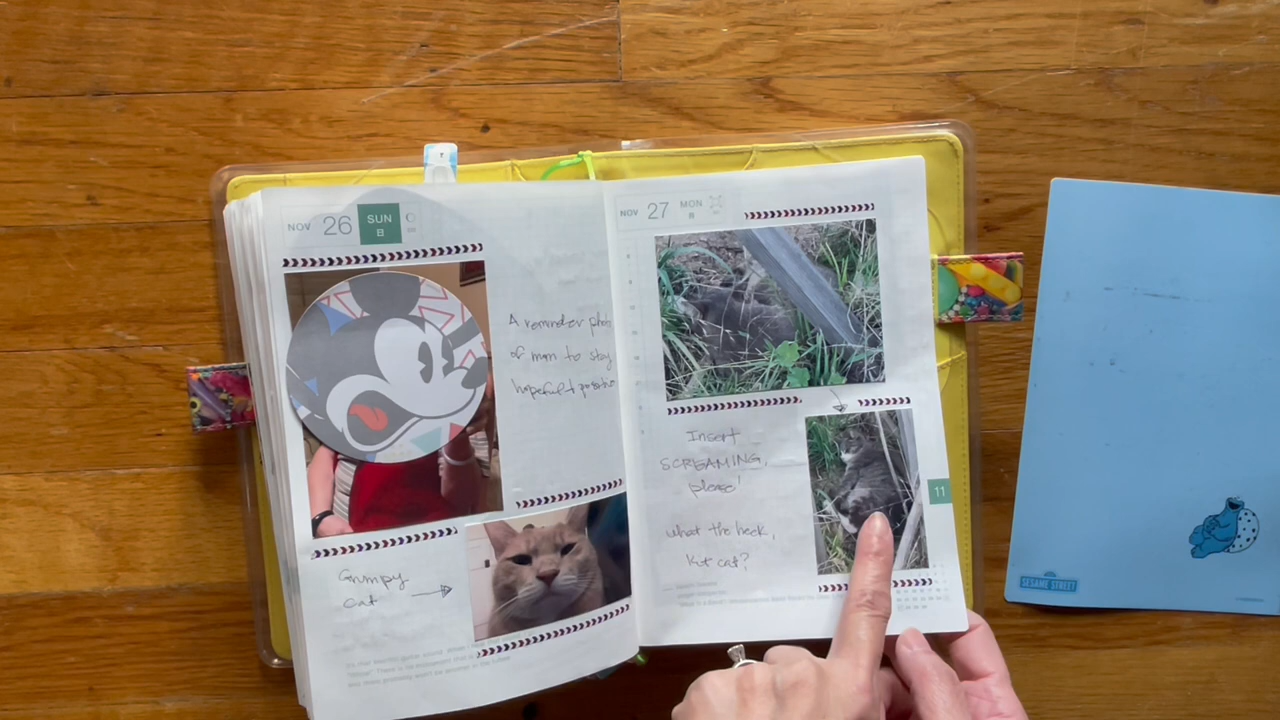 NOV 26 SUN
日
A reminder photo
of mom to stay
hopeful + positive
Grumpy
cat
NOV 27 MON
Insert
SCREAMING,
please!
what the heck,
Kit cat?
11
SESAME STREET